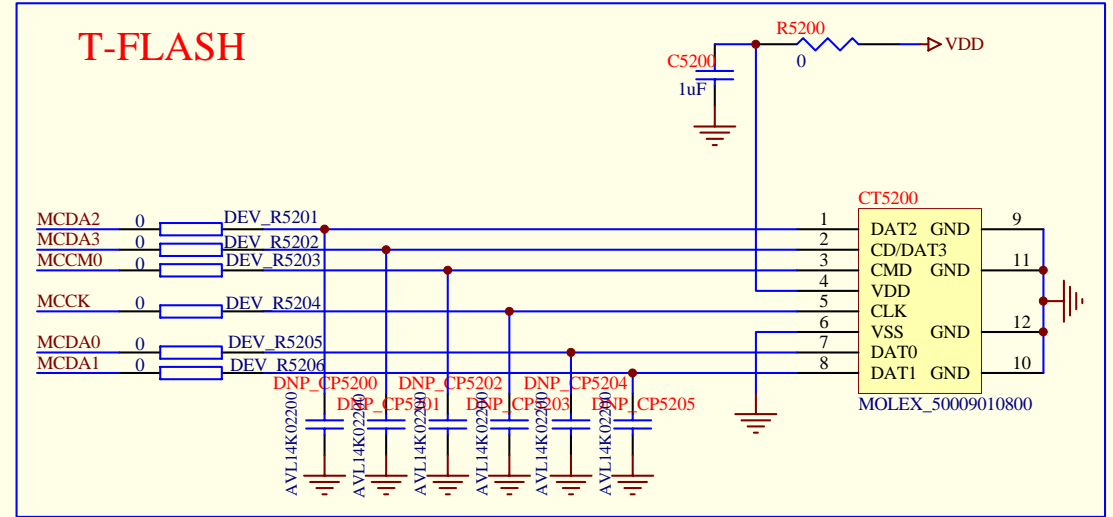 T-FLASH
R5200
VDD
0
C5200
1uF
CT5200
MCDA2 0 DEV_R5201 1 DAT2 GND 9
MCDA3 0 DEV_R5202 2 CD/DAT3
MCCM0 0 DEV_R5203 3 CMD GND 11
4 VDD
MCCK 0 DEV_R5204 5 CLK
6 VSS GND 12
MCDA0 0 DEV_R5205 7 DAT0
MCDA1 0 DEV_R5206 8 DAT1 GND 10
DNP_CP5200 DNP_CP5202 DNP_CP5204
DNP_CP5201 DNP_CP5203 DNP_CP5205
MOLEX_50009010800
AVL14K02200
AVL14K02200
AVL14K02200
AVL14K02200
AVL14K02200
AVL14K02200